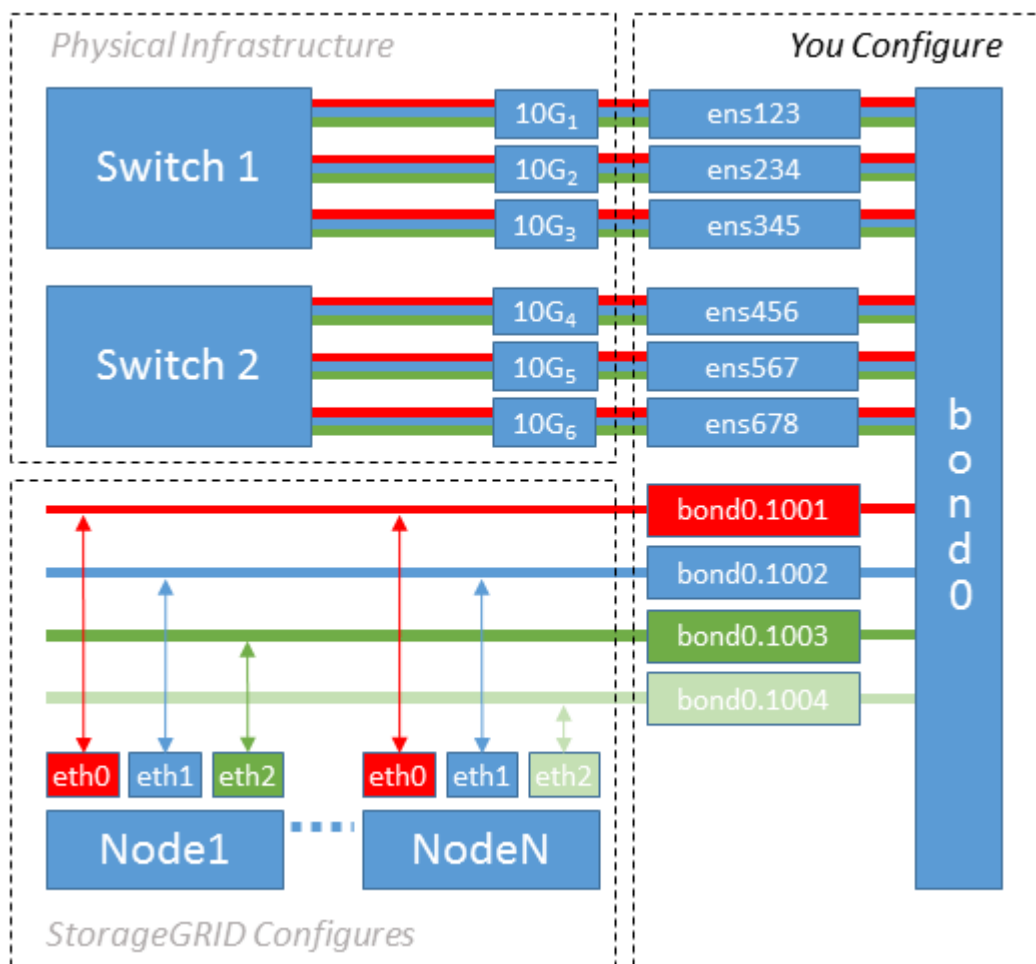 Physical Infrastructure
You Configure
Switch 1
10G₁
ens123
10G₂
ens234
10G₃
ens345
Switch 2
10G₄
ens456
10G₅
ens567
10G₆
ens678
bond0
bond0.1001
bond0.1002
bond0.1003
bond0.1004
eth0
eth1
eth2
eth0
eth1
eth2
Node1
NodeN
StorageGRID Configures